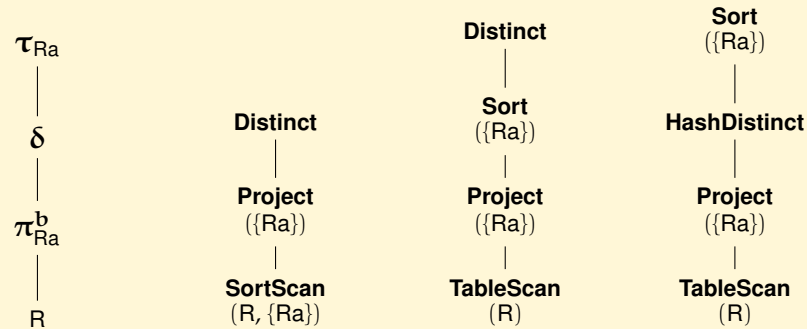 τRa
δ
πᵇRa
R
Distinct
Project
({Ra})
SortScan
(R, {Ra})
Distinct
Sort
({Ra})
Project
({Ra})
TableScan
(R)
Sort
({Ra})
HashDistinct
Project
({Ra})
TableScan
(R)